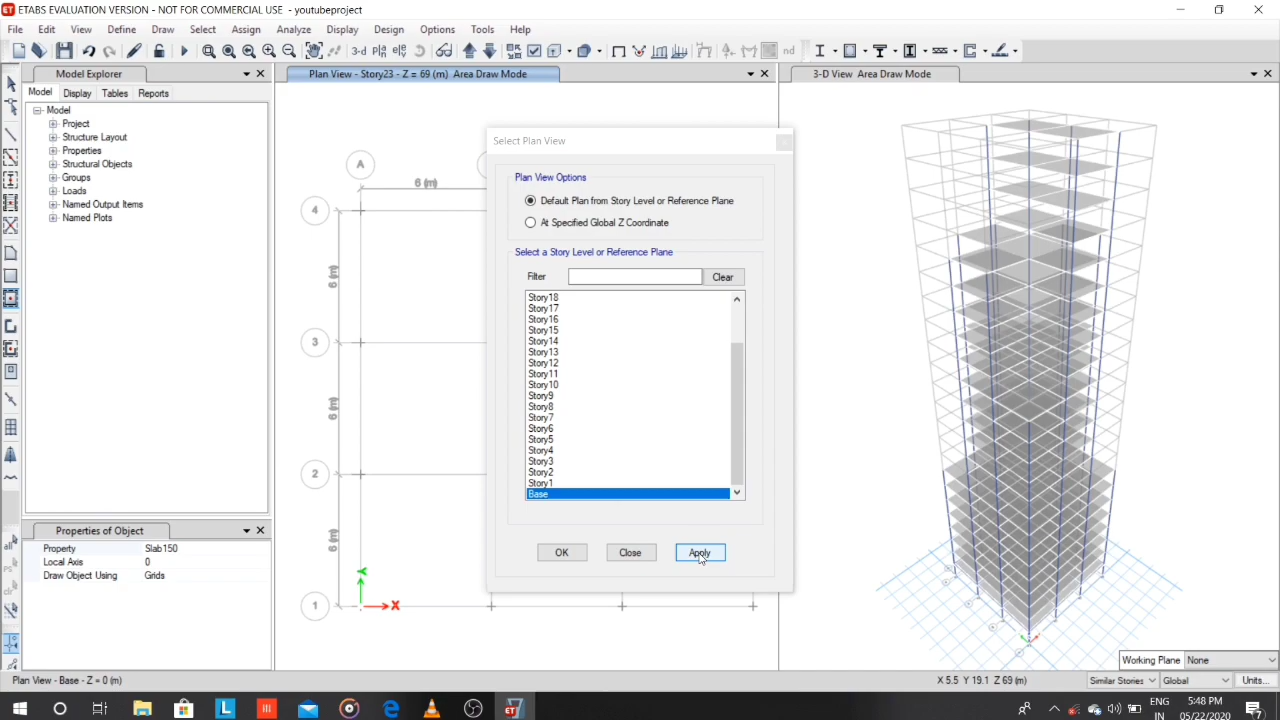 ETABS EVALUATION VERSION - NOT FOR COMMERCIAL USE - youtubeproject
File Edit View Define Draw Select Assign Analyze Display Design Options Tools Help
3-d nd
Model Explorer
Model Display Tables Reports
Model
Project
Structure Layout
Properties
Structural Objects
Groups
Loads
Named Output Items
Named Plots
Properties of Object
Property Slab150
Local Axis 0
Draw Object Using Grids
Plan View - Story23 - Z = 69 (m) Area Draw Mode
A
6 (m)
4
6 (m)
3
6 (m)
2
6 (m)
1
Y
X
Select Plan View
Plan View Options
Default Plan from Story Level or Reference Plane
At Specified Global Z Coordinate
Select a Story Level or Reference Plane
Filter Clear
Story18
Story17
Story16
Story15
Story14
Story13
Story12
Story11
Story10
Story9
Story8
Story7
Story6
Story5
Story4
Story3
Story2
Story1
Base
OK Close Apply
3-D View Area Draw Mode
Working Plane None
Plan View - Base - Z = 0 (m) X 5.5 Y 19.1 Z 69 (m) Similar Stories Global Units...
ENG 5:48 PM
IN 05/22/2020